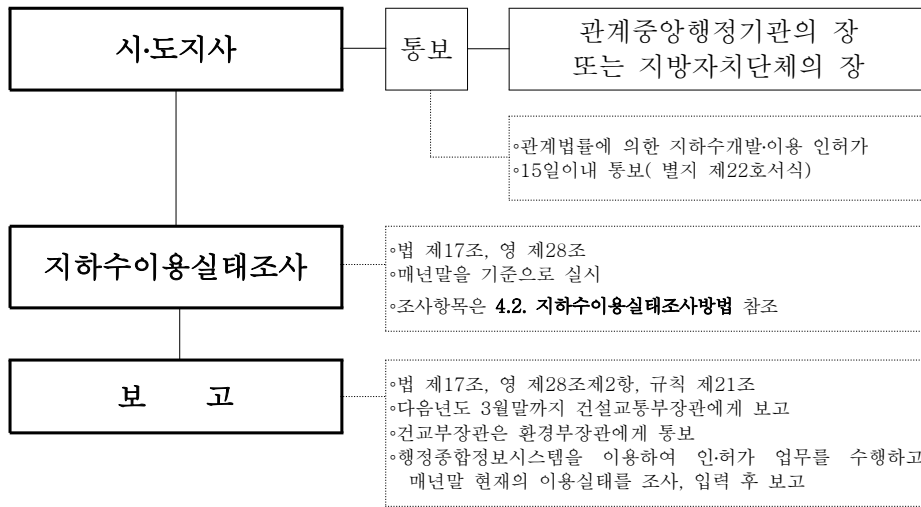 시·도지사
통보
관계중앙행정기관의 장
또는 지방자치단체의 장
◦관계법률에 의한 지하수개발·이용 인허가
◦15일이내 통보( 별지 제22호서식)
지하수이용실태조사
◦법 제17조, 영 제28조
◦매년말을 기준으로 실시
◦조사항목은 4.2. 지하수이용실태조사방법 참조
보 고
◦법 제17조, 영 제28조제2항, 규칙 제21조
◦다음년도 3월말까지 건설교통부장관에게 보고
◦건교부장관은 환경부장관에게 통보
◦행정종합정보시스템을 이용하여 인·허가 업무를 수행하고
매년말 현재의 이용실태를 조사, 입력 후 보고